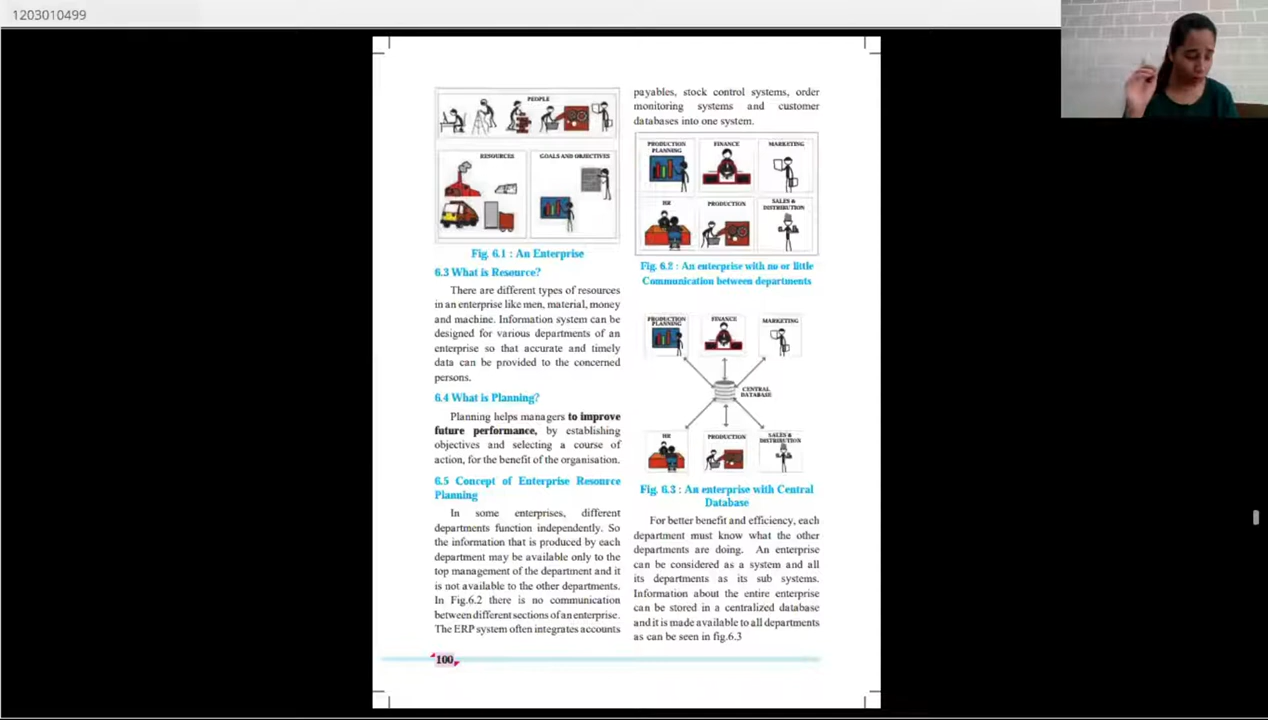 1203010499
PEOPLE
RESOURCES
GOALS AND OBJECTIVES
Fig. 6.1 : An Enterprise
6.3 What is Resource?
There are different types of resources
in an enterprise like men, material, money
and machine. Information system can be
designed for various departments of an
enterprise so that accurate and timely
data can be provided to the concerned
persons.
6.4 What is Planning?
Planning helps managers to improve
future performance, by establishing
objectives and selecting a course of
action, for the benefit of the organisation.
6.5 Concept of Enterprise Resource
Planning
In some enterprises, different
departments function independently. So
the information that is produced by each
department may be available only to the
top management of the department and it
is not available to the other departments.
In Fig.6.2 there is no communication
between different sections of an enterprise.
The ERP system often integrates accounts
payables, stock control systems, order
monitoring systems and customer
databases into one system.
PRODUCTION
PLANNING
FINANCE
MARKETING
HR
PRODUCTION
SALES &
DISTRIBUTION
Fig. 6.2 : An enterprise with no or little
Communication between departments
PRODUCTION
PLANNING
FINANCE
MARKETING
CENTRAL
DATABASE
HR
PRODUCTION
SALES &
DISTRIBUTION
Fig. 6.3 : An enterprise with Central
Database
For better benefit and efficiency, each
department must know what the other
departments are doing. An enterprise
can be considered as a system and all
its departments as its sub systems.
Information about the entire enterprise
can be stored in a centralized database
and it is made available to all departments
as can be seen in fig.6.3
100